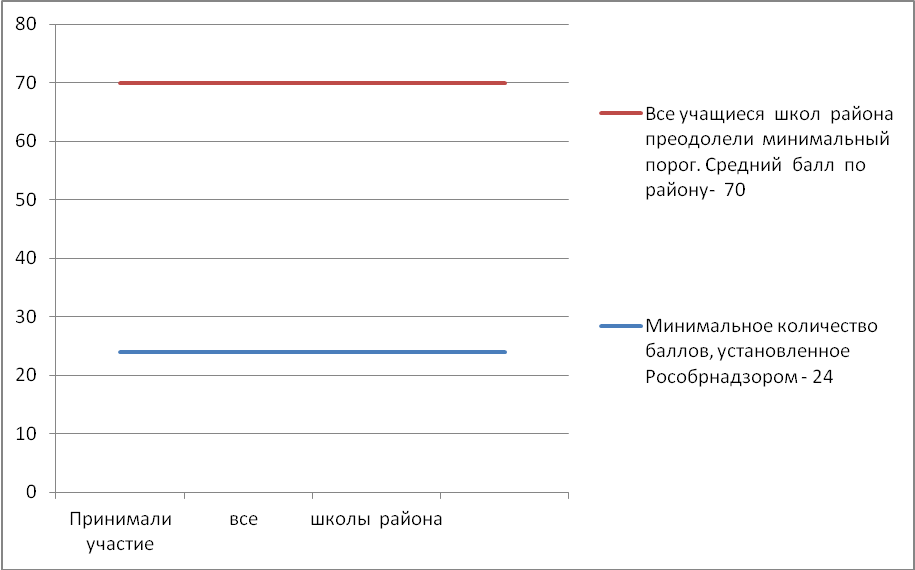 80
70
60
50
40
30
20
10
0
Принимали все школы района
участие
Все учащиеся школ района
преодолели минимальный
порог. Средний балл по
району- 70
Минимальное количество
баллов, установленное
Рособрнадзором - 24